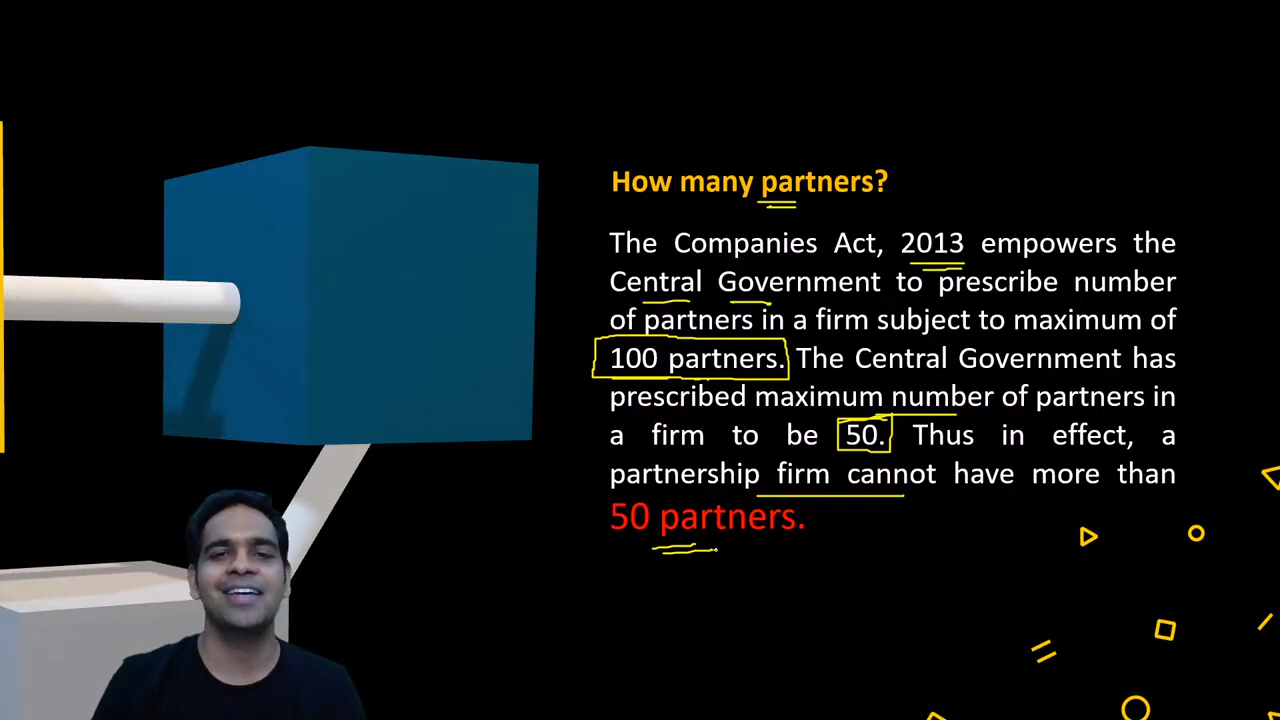 How many partners?
The Companies Act, 2013 empowers the
Central Government to prescribe number
of partners in a firm subject to maximum of
100 partners. The Central Government has
prescribed maximum number of partners in
a firm to be 50. Thus in effect, a
partnership firm cannot have more than
50 partners.